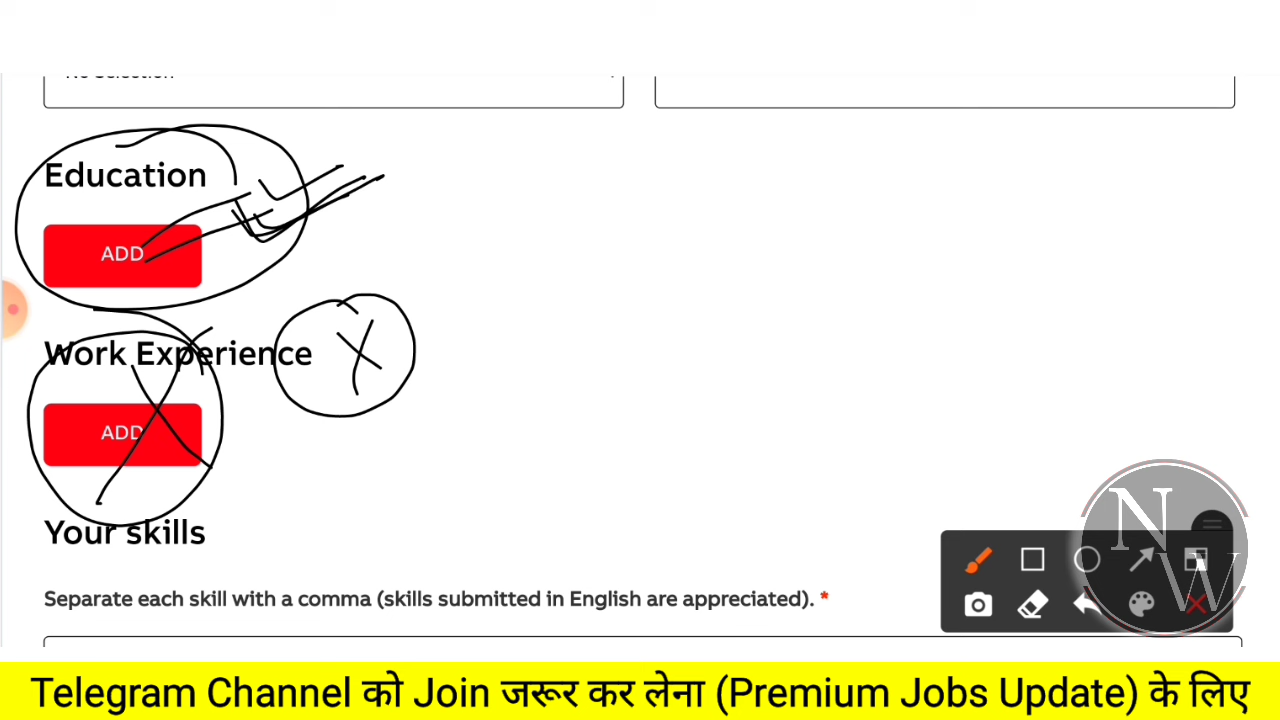 Education
ADD
Work Experience
ADD
Your skills
Separate each skill with a comma (skills submitted in English are appreciated). *
N
W
Telegram Channel को Join जरूर कर लेना (Premium Jobs Update) के लिए